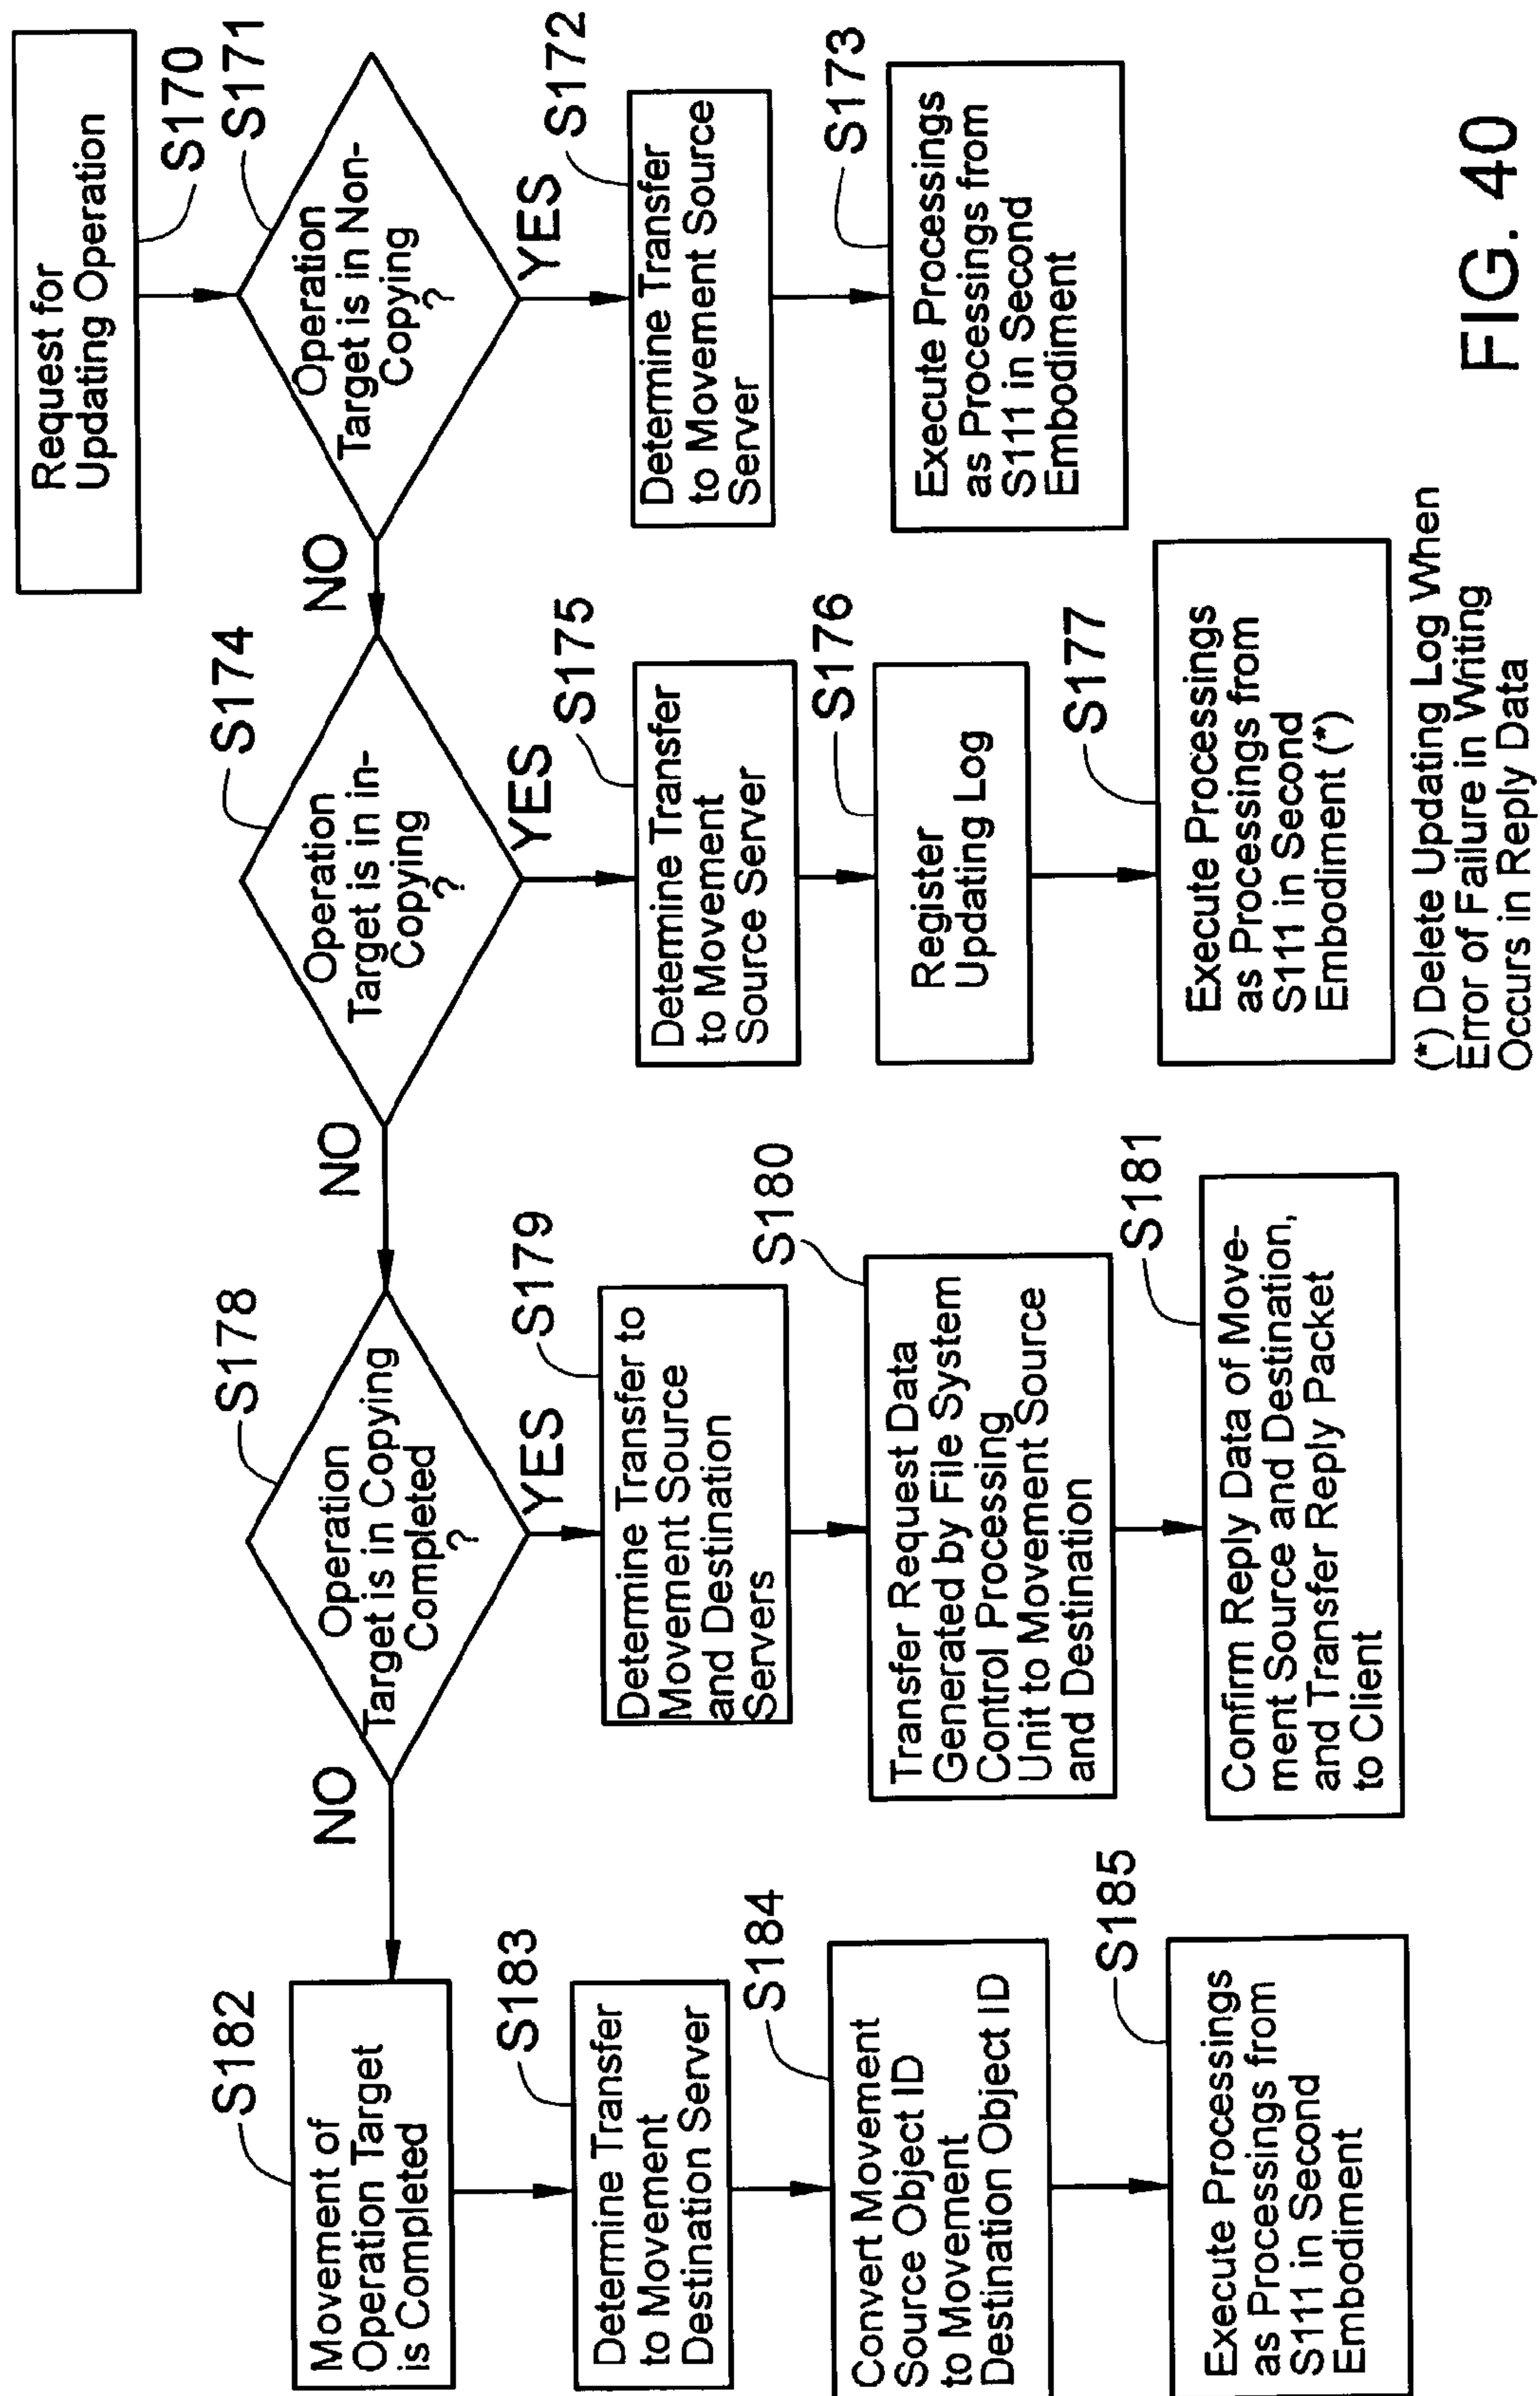 Request for
Updating Operation
S170
S171
Operation
Target is in Non-
Copying
?
YES
NO
S172
Determine Transfer
to Movement Source
Server
S173
Execute Processings
as Processings from
S111 in Second
Embodiment
S174
Operation
Target is in in-
Copying
?
YES
NO
S175
Determine Transfer
to Movement
Source Server
S176
Register
Updating Log
S177
Execute Processings
as Processings from
S111 in Second
Embodiment (*)
(*) Delete Updating Log When
Error of Failure in Writing
Occurs in Reply Data
S178
Operation
Target is in Copying
Completed
?
YES
NO
S179
Determine Transfer to
Movement Source
and Destination
Servers
S180
Transfer Request Data
Generated by File System
Control Processing
Unit to Movement Source
and Destination
S181
Confirm Reply Data of Move-
ment Source and Destination,
and Transfer Reply Packet
to Client
S182
Movement of
Operation Target
is Completed
S183
Determine Transfer
to Movement
Destination Server
S184
Convert Movement
Source Object ID
to Movement
Destination Object ID
S185
Execute Processings
as Processings from
S111 in Second
Embodiment
FIG. 40